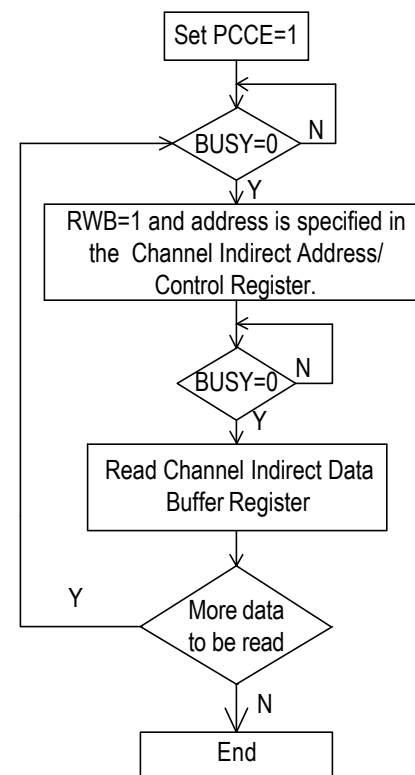 Set PCCE=1
BUSY=0
N
Y
RWB=1 and address is specified in
the Channel Indirect Address/
Control Register.
BUSY=0
N
Y
Read Channel Indirect Data
Buffer Register
Y
More data
to be read
N
End